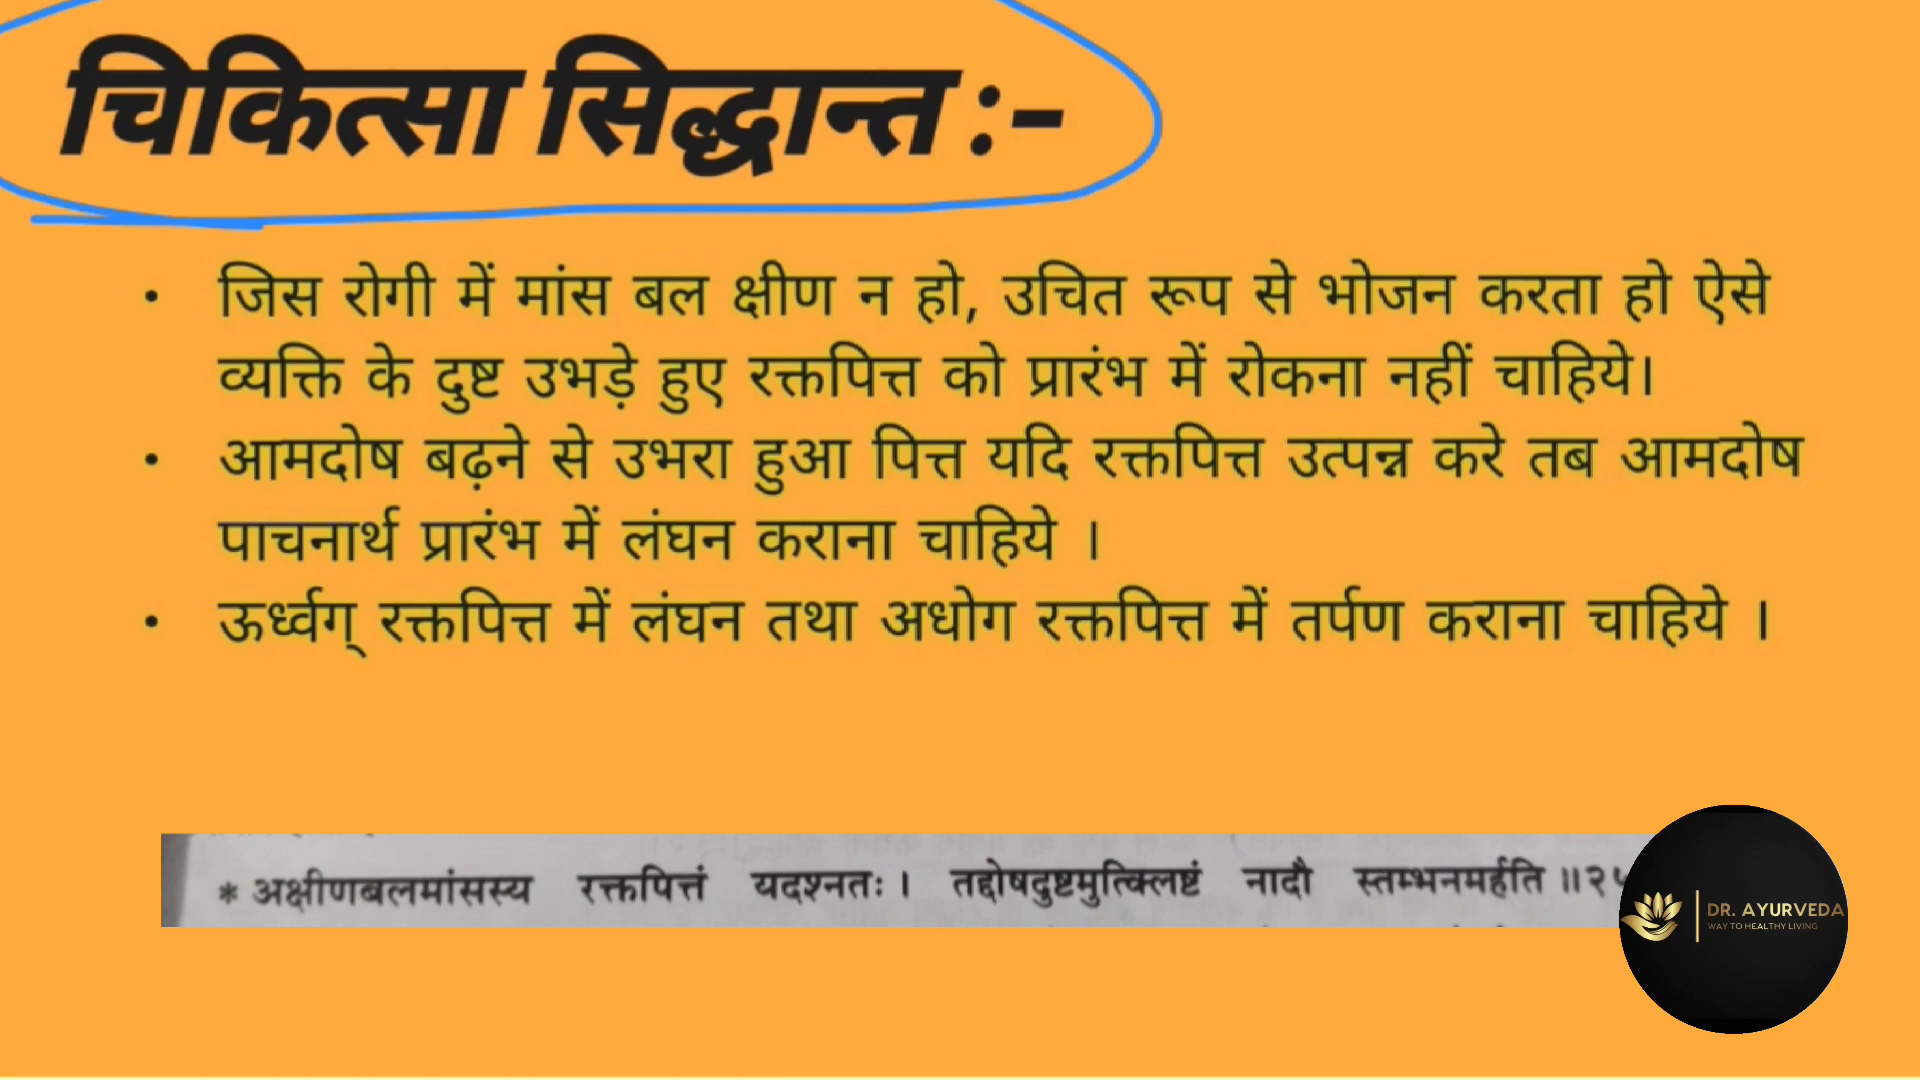 चिकित्सा सिद्धान्त :-
• जिस रोगी में मांस बल क्षीण न हो, उचित रूप से भोजन करता हो ऐसे
व्यक्ति के दुष्ट उभड़े हुए रक्तपित्त को प्रारंभ में रोकना नहीं चाहिये।
• आमदोष बढ़ने से उभरा हुआ पित्त यदि रक्तपित्त उत्पन्न करे तब आमदोष
पाचनार्थ प्रारंभ में लंघन कराना चाहिये ।
• ऊर्ध्वग् रक्तपित्त में लंघन तथा अधोग रक्तपित्त में तर्पण कराना चाहिये ।
* अक्षीणबलमांसस्य रक्तपित्तं यदश्नतः । तद्दोषदुष्टमुत्क्लिष्टं नादौ स्तम्भनमर्हति ॥
DR. AYURVEDA
WAY TO HEALTHY LIVING